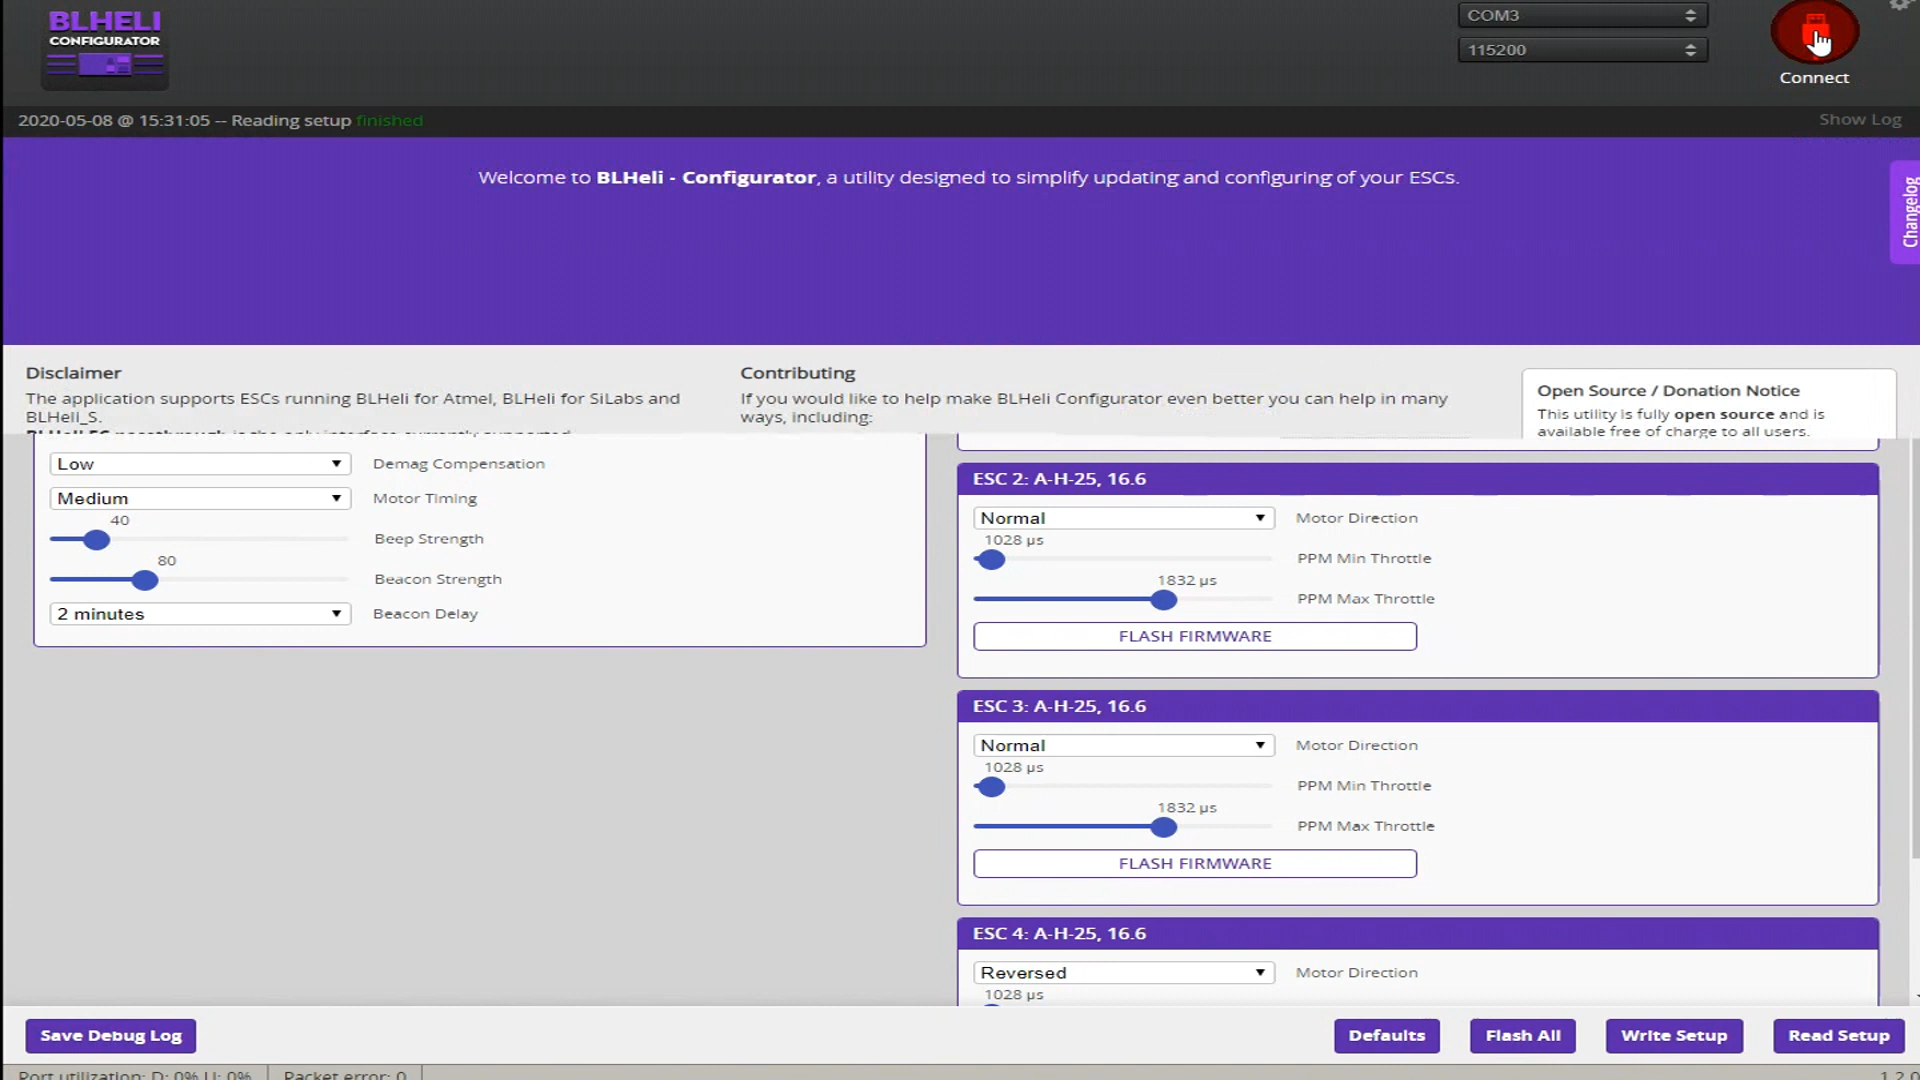 BLHELI
CONFIGURATOR
COM3
115200
Connect
2020-05-08 @ 15:31:05 -- Reading setup finished
Show Log
Welcome to BLHeli - Configurator, a utility designed to simplify updating and configuring of your ESCs.
Changelog
Disclaimer
The application supports ESCs running BLHeli for Atmel, BLHeli for SiLabs and
BLHeli_S.
Contributing
If you would like to help make BLHeli Configurator even better you can help in many
ways, including:
Open Source / Donation Notice
This utility is fully open source and is
available free of charge to all users.
Low
Demag Compensation
Medium
Motor Timing
40
Beep Strength
80
Beacon Strength
2 minutes
Beacon Delay
ESC 2: A-H-25, 16.6
Normal
Motor Direction
1028 µs
PPM Min Throttle
1832 µs
PPM Max Throttle
FLASH FIRMWARE
ESC 3: A-H-25, 16.6
Normal
Motor Direction
1028 µs
PPM Min Throttle
1832 µs
PPM Max Throttle
FLASH FIRMWARE
ESC 4: A-H-25, 16.6
Reversed
Motor Direction
1028 µs
Save Debug Log
Defaults
Flash All
Write Setup
Read Setup
Port utilization: D: 0% U: 0%
Packet error: 0
1.2.0